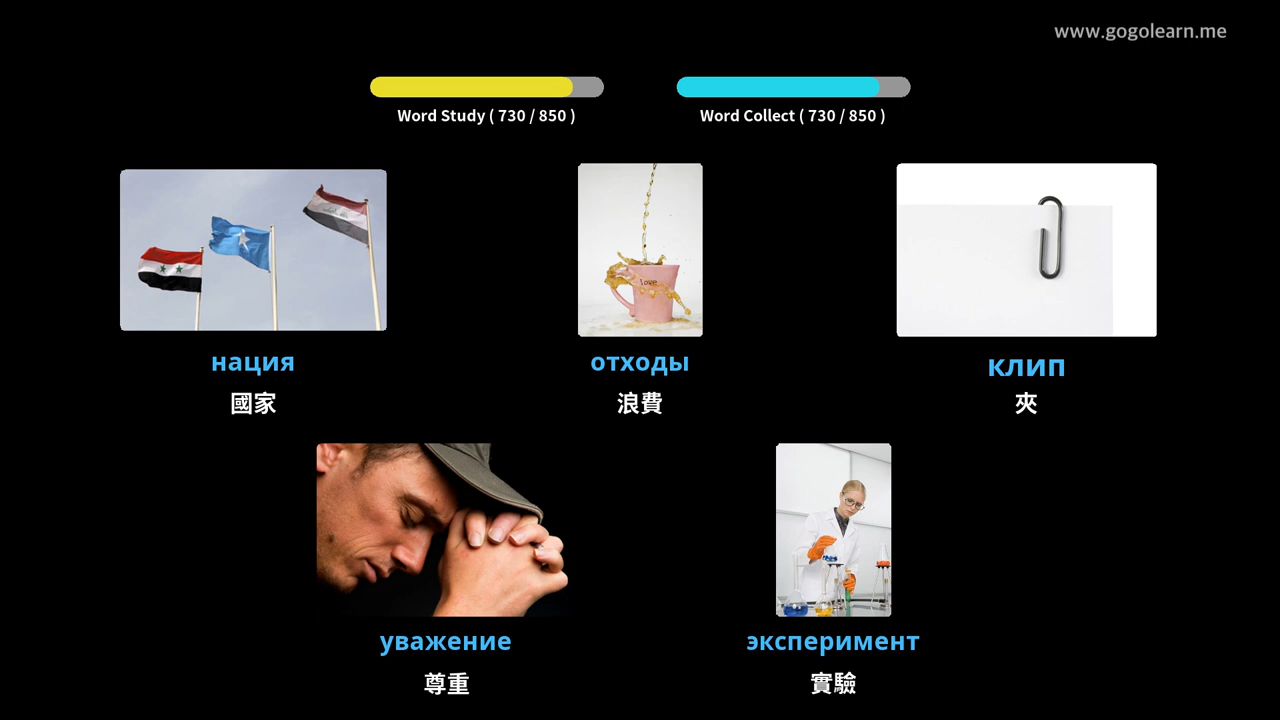 www.gogolearn.me
Word Study ( 730 / 850 )
Word Collect ( 730 / 850 )
love
нация
國家
отходы
浪費
клип
夾
уважение
尊重
эксперимент
實驗